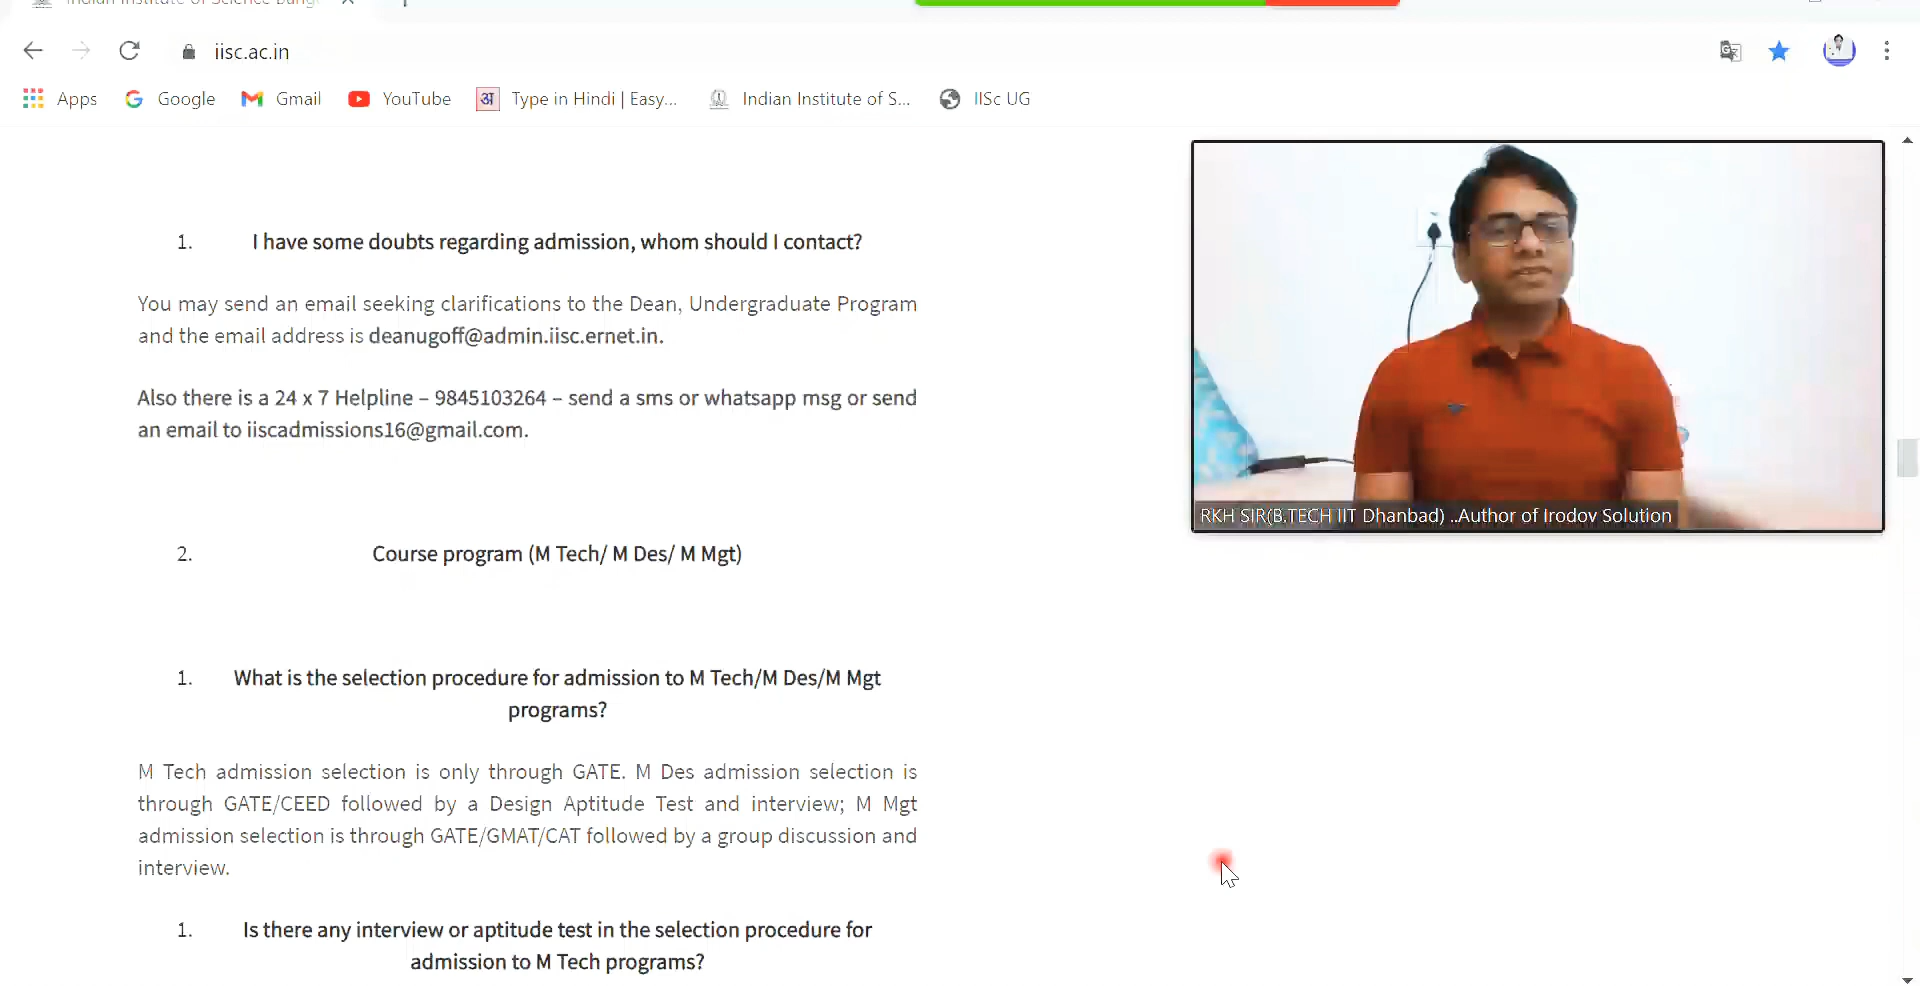 Indian Institute of Science Bang
iisc.ac.in
Apps
Google
Gmail
YouTube
अ
Type in Hindi | Easy...
Indian Institute of S...
IISc UG
1. I have some doubts regarding admission, whom should I contact?
You may send an email seeking clarifications to the Dean, Undergraduate Program
and the email address is deanugoff@admin.iisc.ernet.in.
Also there is a 24 x 7 Helpline – 9845103264 – send a sms or whatsapp msg or send
an email to iiscadmissions16@gmail.com.
2. Course program (M Tech/ M Des/ M Mgt)
1. What is the selection procedure for admission to M Tech/M Des/M Mgt
programs?
M Tech admission selection is only through GATE. M Des admission selection is
through GATE/CEED followed by a Design Aptitude Test and interview; M Mgt
admission selection is through GATE/GMAT/CAT followed by a group discussion and
interview.
1. Is there any interview or aptitude test in the selection procedure for
admission to M Tech programs?
RKH SIR(B.TECH IIT Dhanbad) ..Author of Irodov Solution